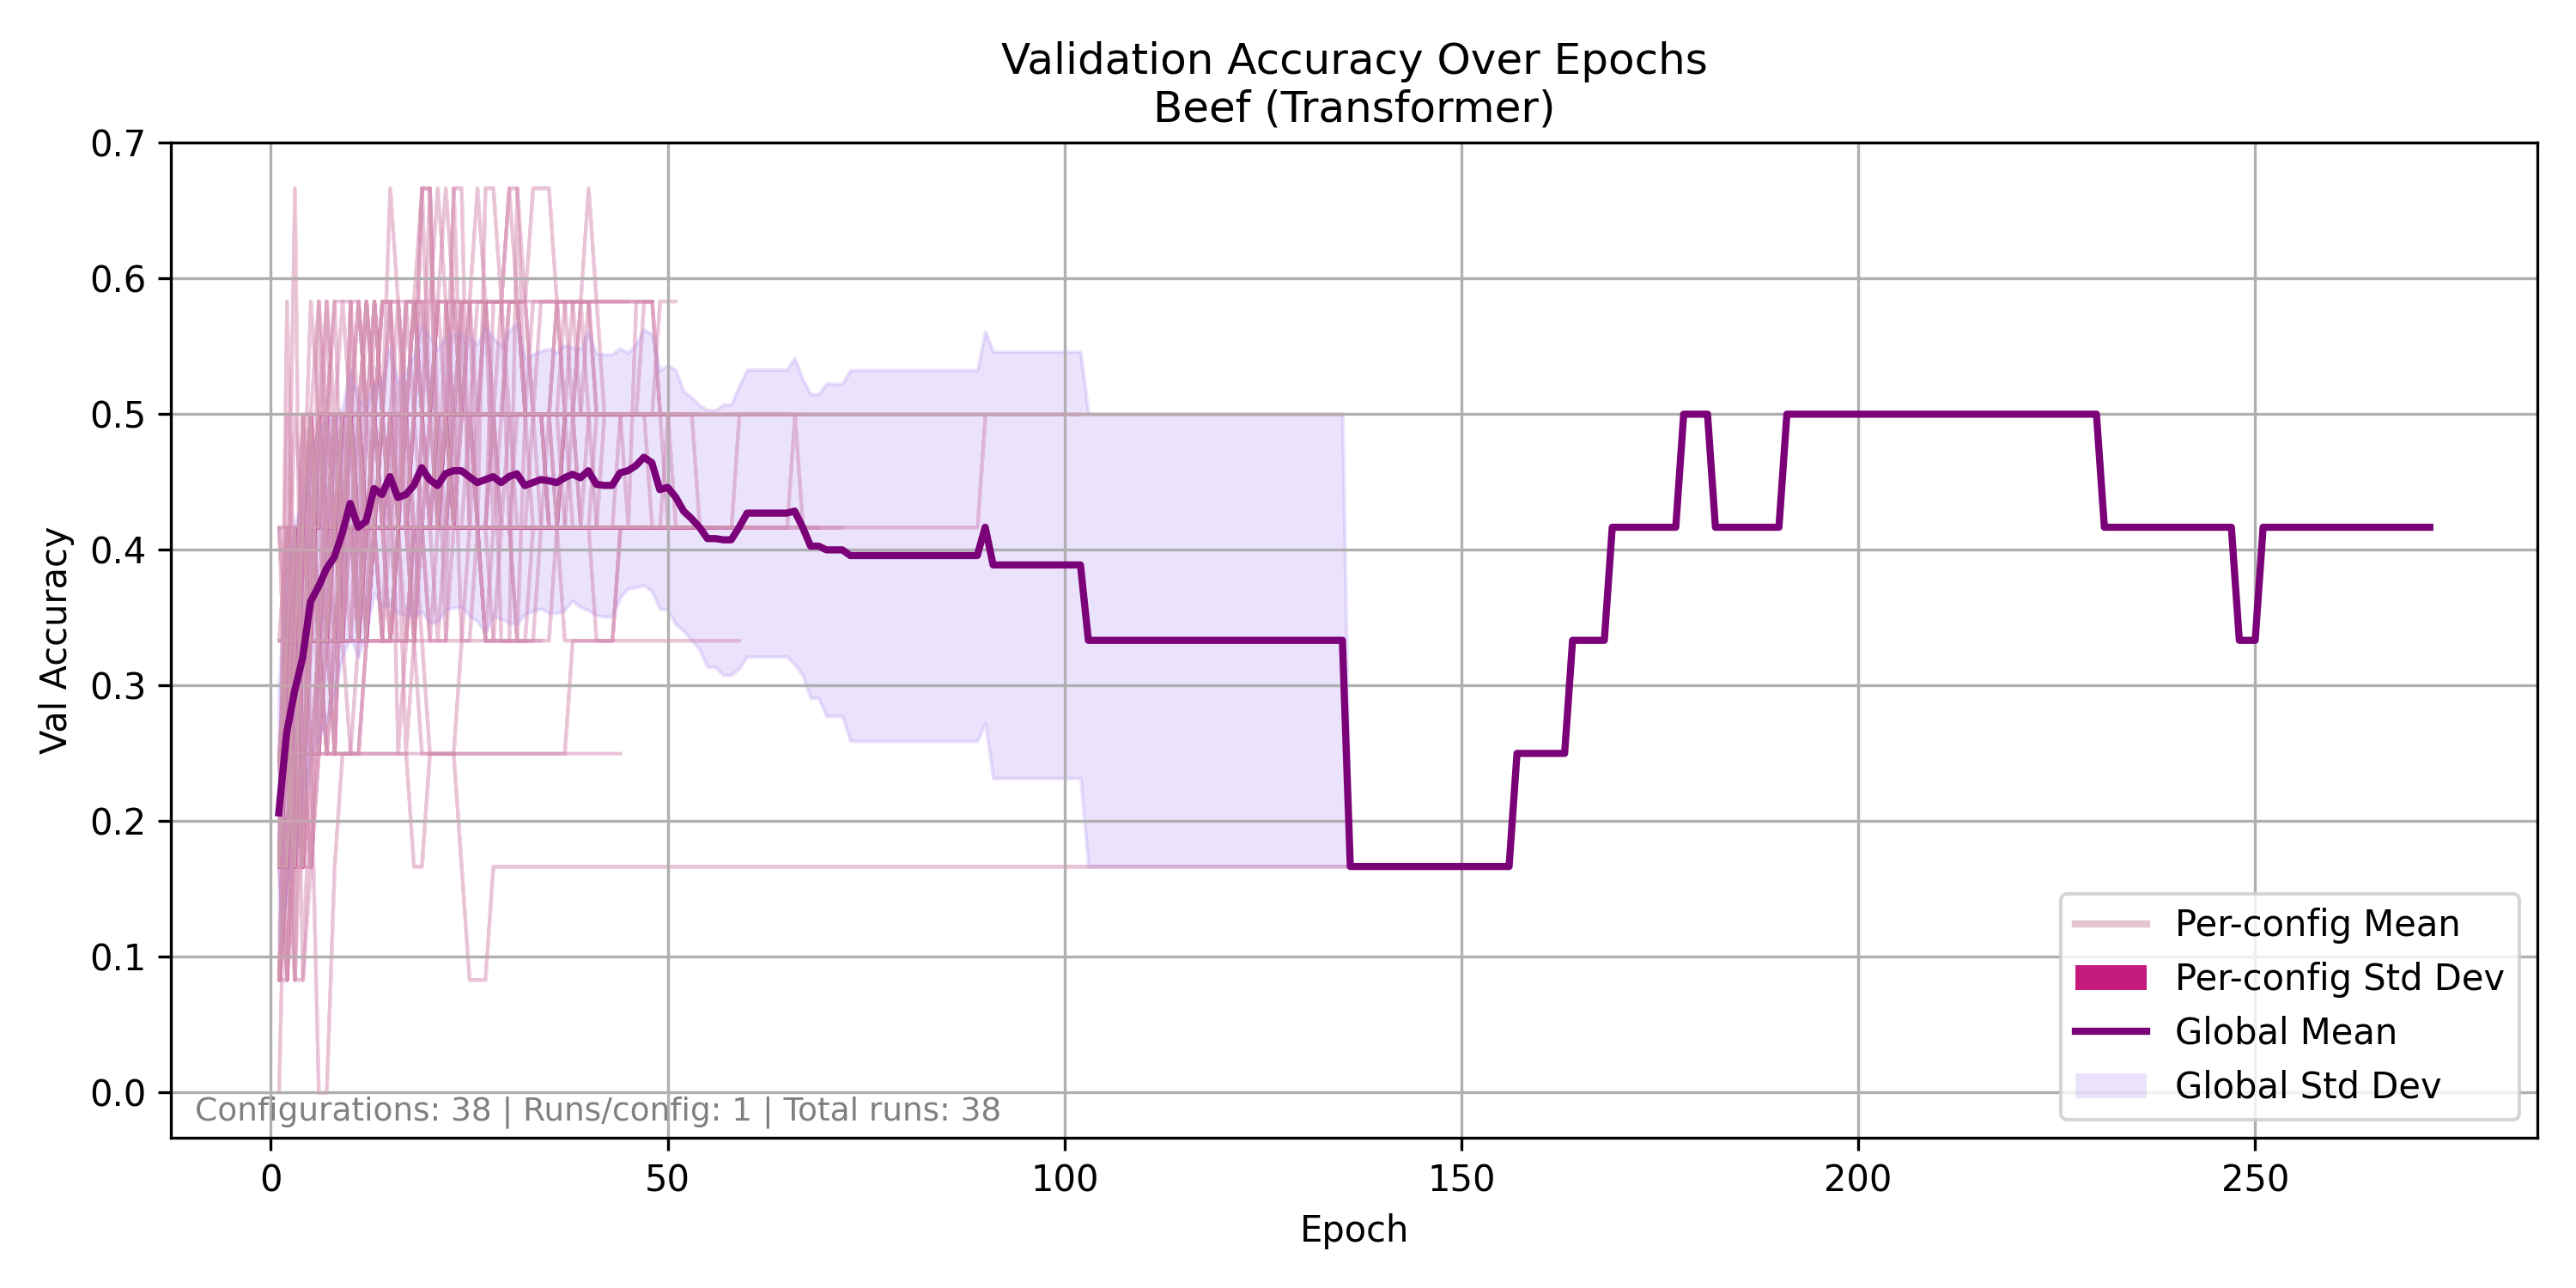 Validation Accuracy Over Epochs
Beef (Transformer)
Val Accuracy
0.7
0.6
0.5
0.4
0.3
0.2
0.1
0.0
Configurations: 38 | Runs/config: 1 | Total runs: 38
Per-config Mean
Per-config Std Dev
Global Mean
Global Std Dev
0 50 100 150 200 250
Epoch